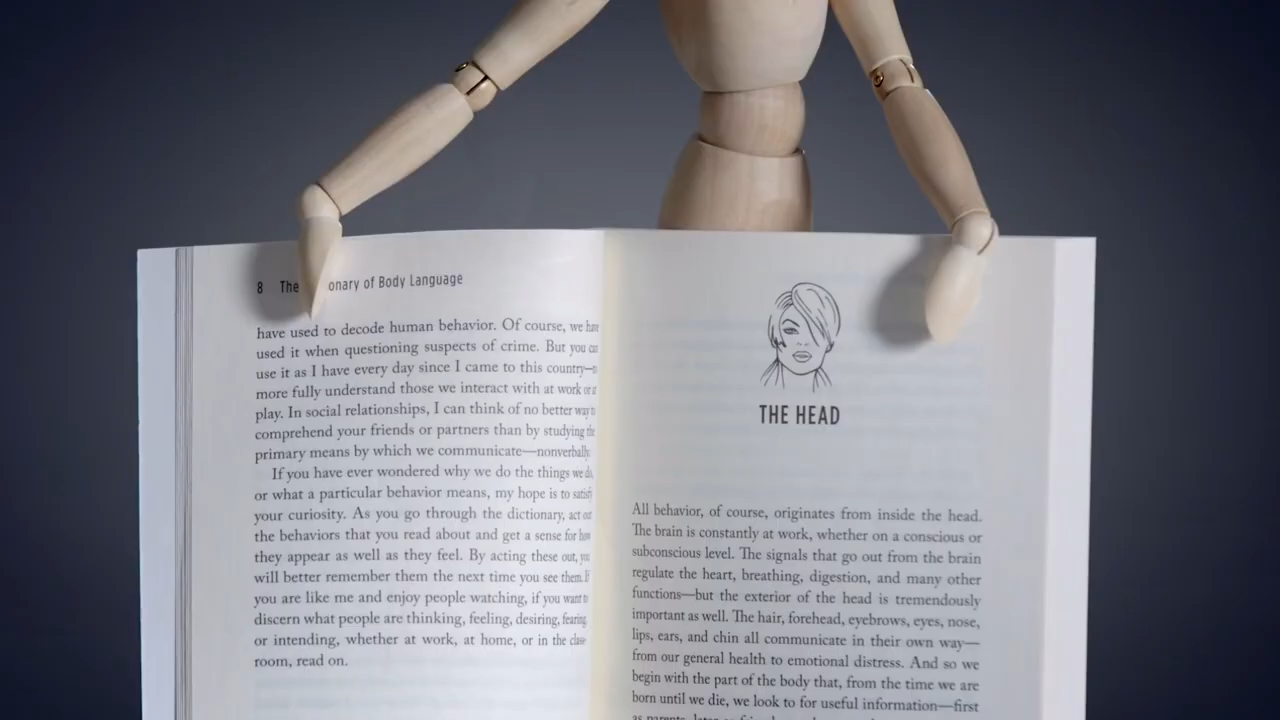 8 The onary of Body Language
have used to decode human behavior. Of course, we have
used it when questioning suspects of crime. But you can
use it as I have every day since I came to this country—to
more fully understand those we interact with at work or at
play. In social relationships, I can think of no better way to
comprehend your friends or partners than by studying the
primary means by which we communicate—nonverbally.
If you have ever wondered why we do the things we do,
or what a particular behavior means, my hope is to satisfy
your curiosity. As you go through the dictionary, act out
the behaviors that you read about and get a sense for how
they appear as well as they feel. By acting these out, you
will better remember them the next time you see them. If
you are like me and enjoy people watching, if you want to
discern what people are thinking, feeling, desiring, fearing,
or intending, whether at work, at home, or in the class-
room, read on.
THE HEAD
All behavior, of course, originates from inside the head.
The brain is constantly at work, whether on a conscious or
subconscious level. The signals that go out from the brain
regulate the heart, breathing, digestion, and many other
functions—but the exterior of the head is tremendously
important as well. The hair, forehead, eyebrows, eyes, nose,
lips, ears, and chin all communicate in their own way—
from our general health to emotional distress. And so we
begin with the part of the body that, from the time we are
born until we die, we look to for useful information—first
as parents, later